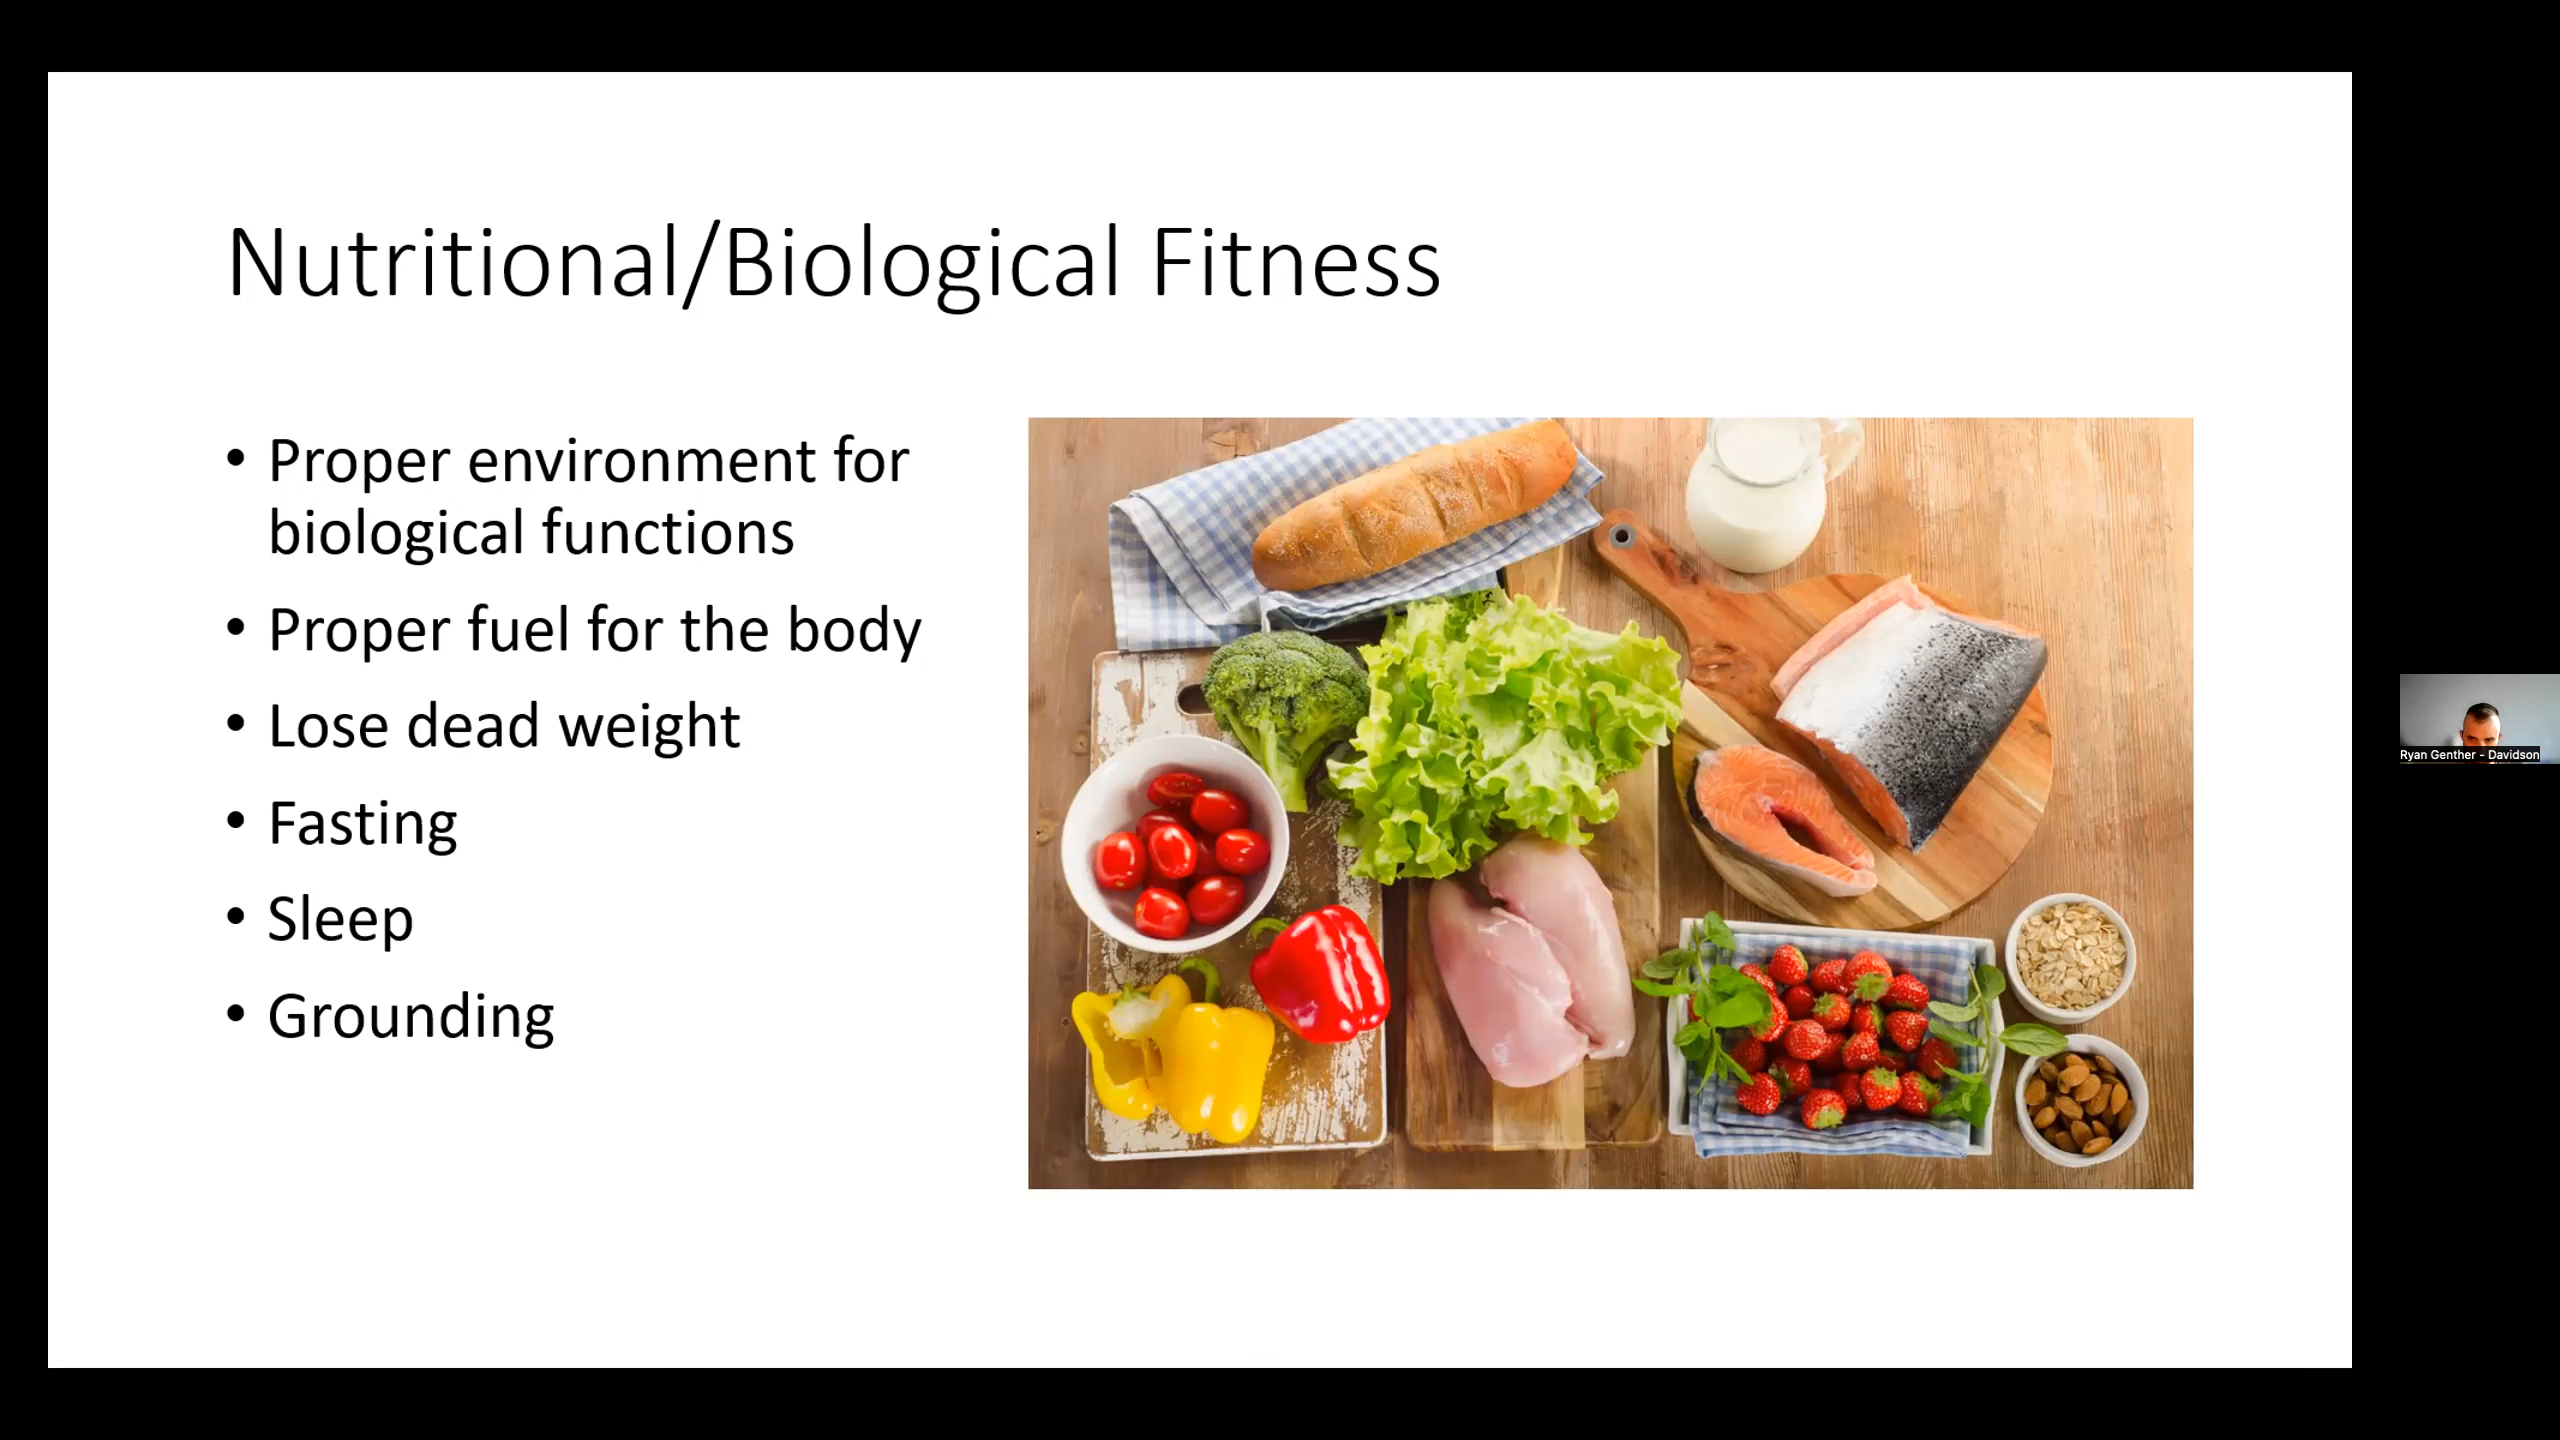 Nutritional/Biological Fitness
• Proper environment for
biological functions
• Proper fuel for the body
• Lose dead weight
• Fasting
• Sleep
• Grounding
Ryan Genther - Davidson